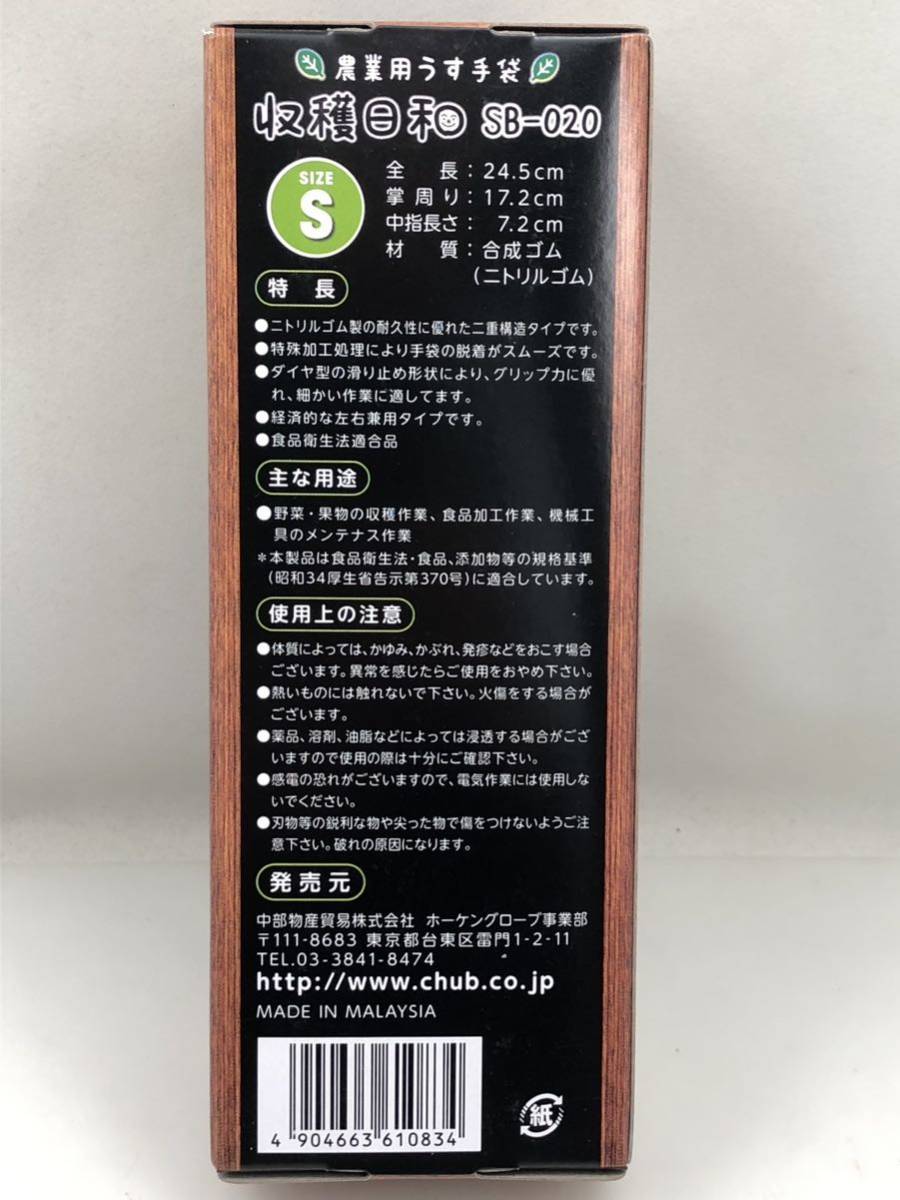 農業用うす手袋
収穫日和 SB-020
SIZE
S
全長：24.5cm
掌周り：17.2cm
中指長さ：7.2cm
材質：合成ゴム
（ニトリルゴム）
特長
●ニトリルゴム製の耐久性に優れた二重構造タイプです。
●特殊加工処理により手袋の脱着がスムーズです。
●ダイヤ型の滑り止め形状により、グリップ力に優
れ、細かい作業に適してます。
●経済的な左右兼用タイプです。
●食品衛生法適合品
主な用途
●野菜・果物の収穫作業、食品加工作業、機械工
具のメンテナス作業
＊本製品は食品衛生法・食品、添加物等の規格基準
（昭和34厚生省告示第370号）に適合しています。
使用上の注意
●体質によっては、かゆみ、かぶれ、発疹などをおこす場合
ございます。異常を感じたらご使用をおやめ下さい。
●熱いものには触れないで下さい。火傷をする場合が
ございます。
●薬品、溶剤、油脂などによっては浸透する場合がござ
いますので使用の際は十分にご確認下さい。
●感電の恐れがございますので、電気作業には使用しな
いでください。
●刃物等の鋭利な物や尖った物で傷をつけないようご注
意下さい。破れの原因になります。
発売元
中部物産貿易株式会社 ホーケングローブ事業部
〒111-8683 東京都台東区雷門1-2-11
TEL.03-3841-8474
http://www.chub.co.jp
MADE IN MALAYSIA
4 904663 610834
紙